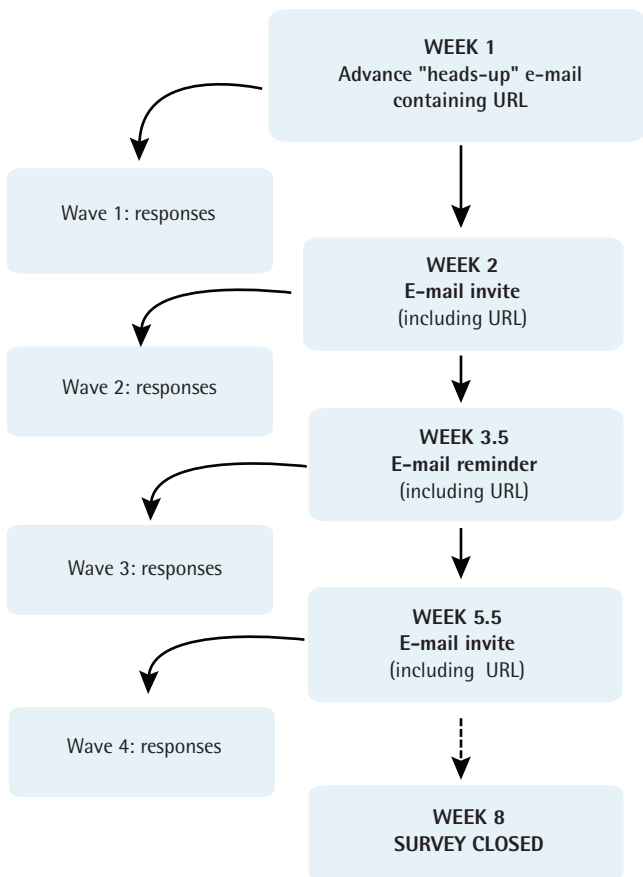 WEEK 1
Advance "heads-up" e-mail
containing URL
Wave 1: responses
WEEK 2
E-mail invite
(including URL)
Wave 2: responses
WEEK 3.5
E-mail reminder
(including URL)
Wave 3: responses
WEEK 5.5
E-mail invite
(including URL)
Wave 4: responses
WEEK 8
SURVEY CLOSED